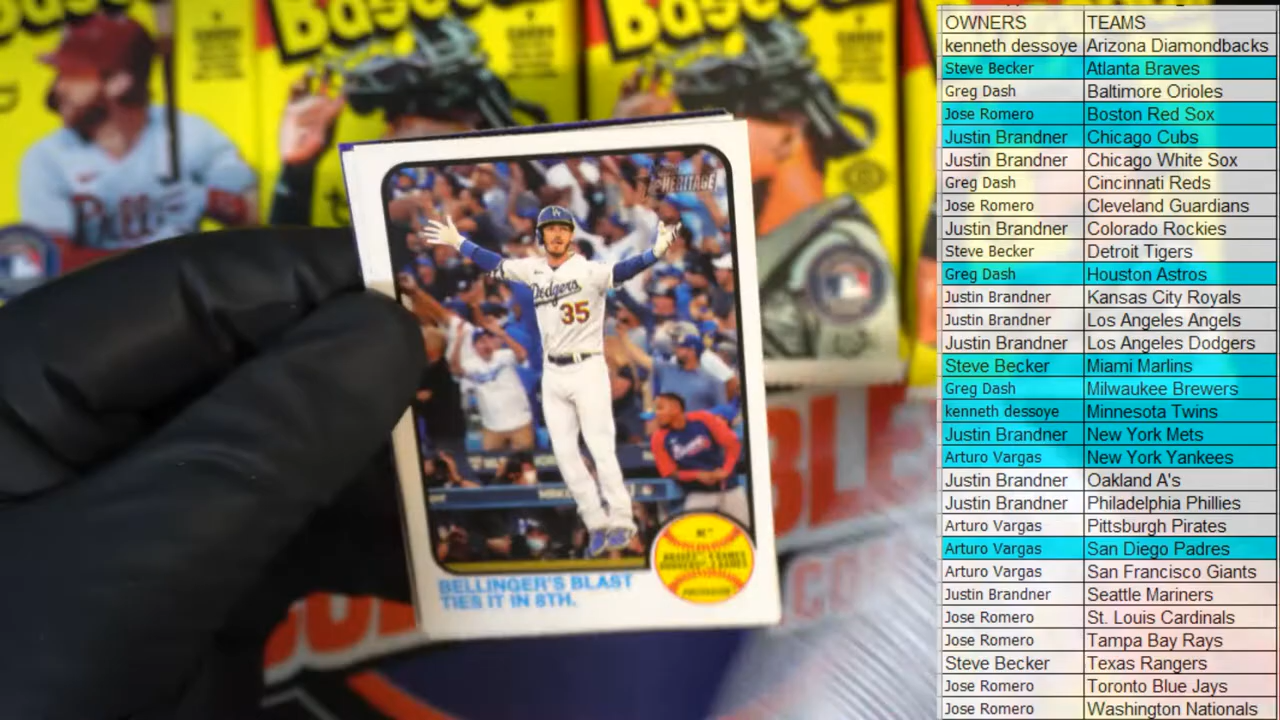 HERITAGE
Dodgers
35
BELLINGER'S BLAST
TIES IT IN 8TH.
OWNERS TEAMS
kenneth dessoye Arizona Diamondbacks
Steve Becker Atlanta Braves
Greg Dash Baltimore Orioles
Jose Romero Boston Red Sox
Justin Brandner Chicago Cubs
Justin Brandner Chicago White Sox
Greg Dash Cincinnati Reds
Jose Romero Cleveland Guardians
Justin Brandner Colorado Rockies
Steve Becker Detroit Tigers
Greg Dash Houston Astros
Justin Brandner Kansas City Royals
Justin Brandner Los Angeles Angels
Justin Brandner Los Angeles Dodgers
Steve Becker Miami Marlins
Greg Dash Milwaukee Brewers
kenneth dessoye Minnesota Twins
Justin Brandner New York Mets
Arturo Vargas New York Yankees
Justin Brandner Oakland A's
Justin Brandner Philadelphia Phillies
Arturo Vargas Pittsburgh Pirates
Arturo Vargas San Diego Padres
Arturo Vargas San Francisco Giants
Justin Brandner Seattle Mariners
Jose Romero St. Louis Cardinals
Jose Romero Tampa Bay Rays
Steve Becker Texas Rangers
Jose Romero Toronto Blue Jays
Jose Romero Washington Nationals